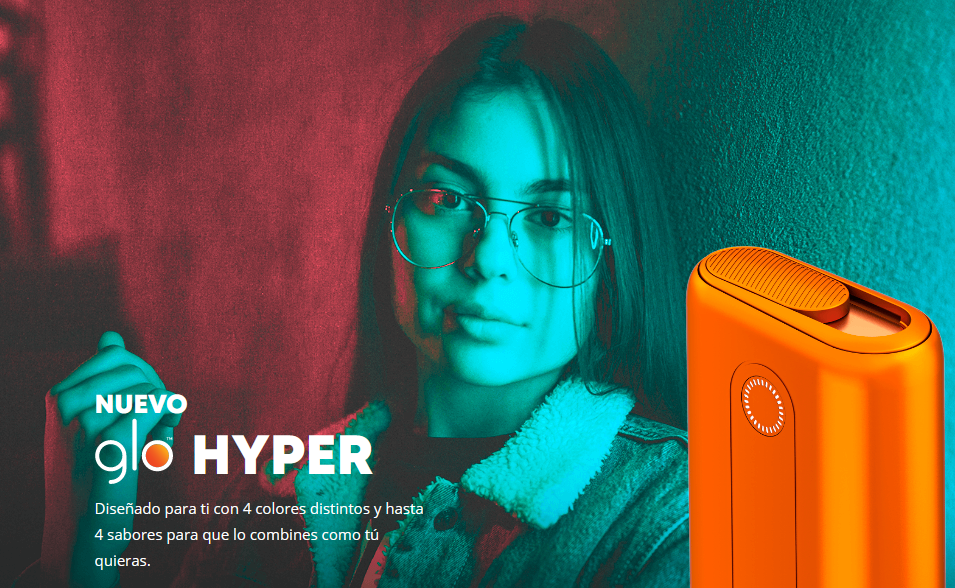 NUEVO
glo™ HYPER
Diseñado para ti con 4 colores distintos y hasta
4 sabores para que lo combines como tú
quieras.